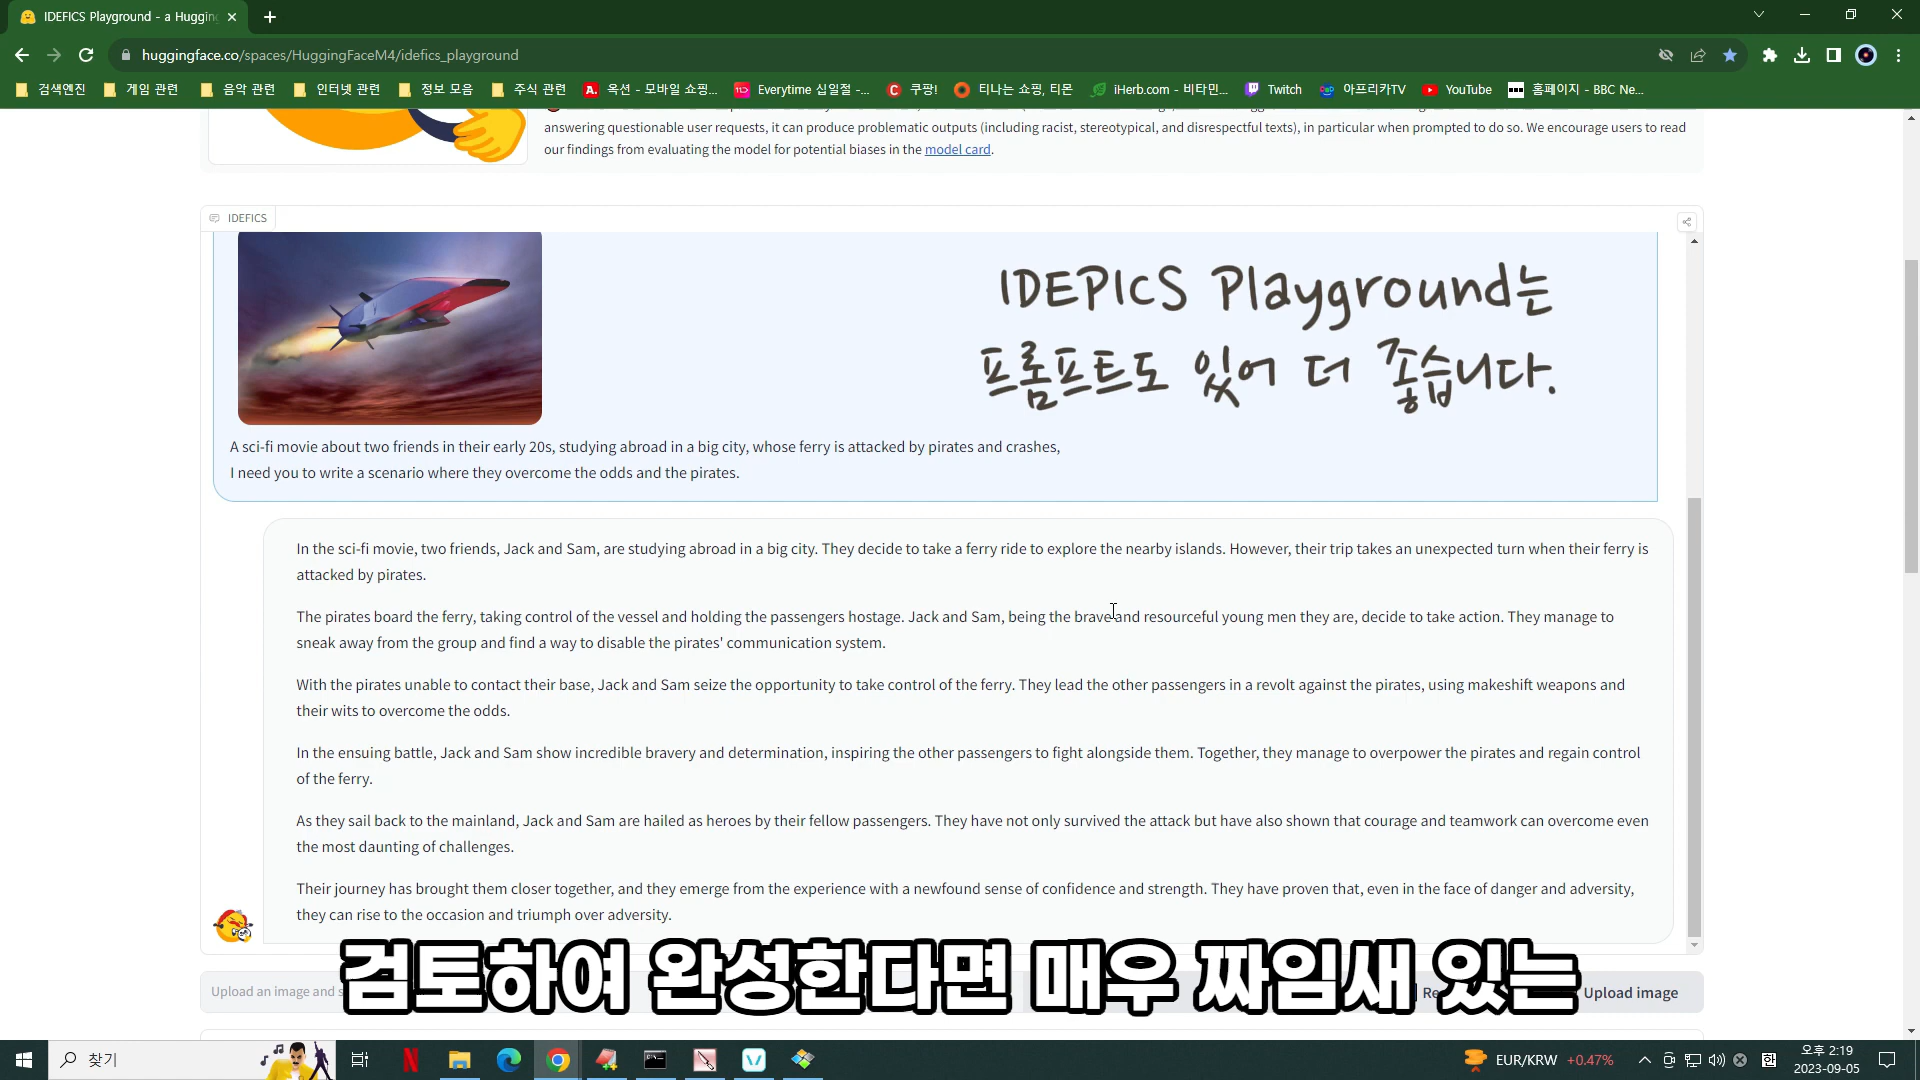 IDEFICS Playground - a Hugging
huggingface.co/spaces/HuggingFaceM4/idefics_playground
검색엔진
게임 관련
음악 관련
인터넷 관련
정보 모음
주식 관련
옥션 - 모바일 쇼핑...
Everytime 십일절 -...
쿠팡!
티나는 쇼핑, 티몬
iHerb.com - 비타민...
Twitch
아프리카TV
YouTube
홈페이지 - BBC Ne...
answering questionable user requests, it can produce problematic outputs (including racist, stereotypical, and disrespectful texts), in particular when prompted to do so. We encourage users to read
our findings from evaluating the model for potential biases in the model card.
IDEFICS
IDEPICS Playground는
프롬프트도 있어 더 좋습니다.
A sci-fi movie about two friends in their early 20s, studying abroad in a big city, whose ferry is attacked by pirates and crashes,
I need you to write a scenario where they overcome the odds and the pirates.
In the sci-fi movie, two friends, Jack and Sam, are studying abroad in a big city. They decide to take a ferry ride to explore the nearby islands. However, their trip takes an unexpected turn when their ferry is
attacked by pirates.
The pirates board the ferry, taking control of the vessel and holding the passengers hostage. Jack and Sam, being the brave and resourceful young men they are, decide to take action. They manage to
sneak away from the group and find a way to disable the pirates' communication system.
With the pirates unable to contact their base, Jack and Sam seize the opportunity to take control of the ferry. They lead the other passengers in a revolt against the pirates, using makeshift weapons and
their wits to overcome the odds.
In the ensuing battle, Jack and Sam show incredible bravery and determination, inspiring the other passengers to fight alongside them. Together, they manage to overpower the pirates and regain control
of the ferry.
As they sail back to the mainland, Jack and Sam are hailed as heroes by their fellow passengers. They have not only survived the attack but have also shown that courage and teamwork can overcome even
the most daunting of challenges.
Their journey has brought them closer together, and they emerge from the experience with a newfound sense of confidence and strength. They have proven that, even in the face of danger and adversity,
they can rise to the occasion and triumph over adversity.
검토하여 완성한다면 매우 짜임새 있는
Upload an image and
Upload image
찾기
EUR/KRW +0.47%
오후 2:19
2023-09-05